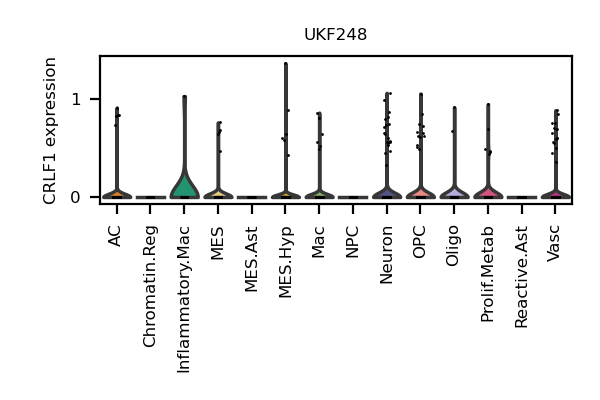 UKF248
CRLF1 expression
1
0
AC
Chromatin.Reg
Inflammatory.Mac
MES
MES.Ast
MES.Hyp
Mac
NPC
Neuron
OPC
Oligo
Prolif.Metab
Reactive.Ast
Vasc